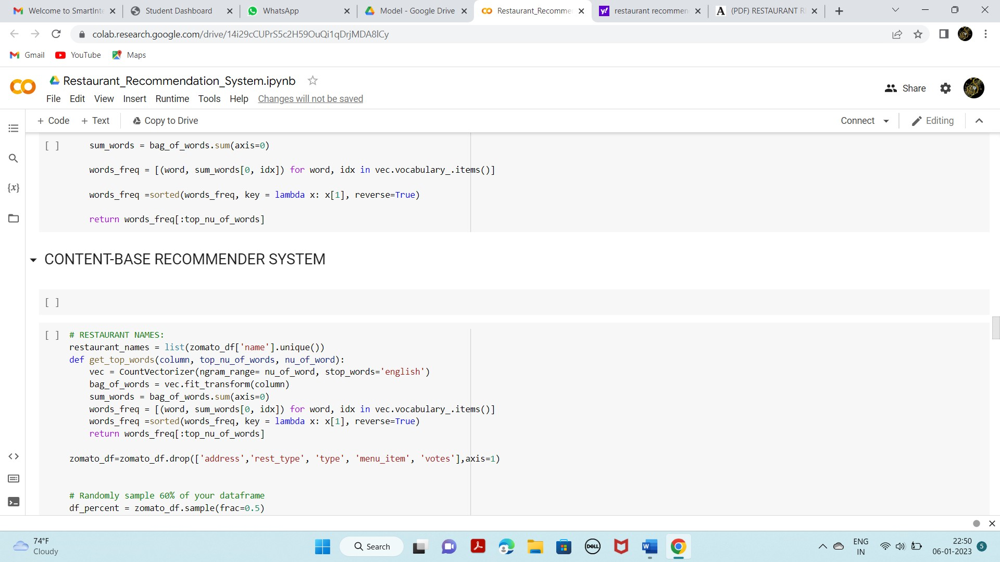 Welcome to SmartInte
Student Dashboard
WhatsApp
Model - Google Drive
Restaurant_Recomme
restaurant recommen
(PDF) RESTAURANT R
colab.research.google.com/drive/14i29cCUPrS5c2H59OuQi1qDrjMDA8lCy
Gmail YouTube Maps
Restaurant_Recommendation_System.ipynb
Share
File Edit View Insert Runtime Tools Help Changes will not be saved
+ Code + Text Copy to Drive Connect Editing
[ ] sum_words = bag_of_words.sum(axis=0)
words_freq = [(word, sum_words[0, idx]) for word, idx in vec.vocabulary_.items()]
{x}
words_freq =sorted(words_freq, key = lambda x: x[1], reverse=True)
return words_freq[:top_nu_of_words]
CONTENT-BASE RECOMMENDER SYSTEM
[ ]
[ ] # RESTAURANT NAMES:
restaurant_names = list(zomato_df['name'].unique())
def get_top_words(column, top_nu_of_words, nu_of_word):
vec = CountVectorizer(ngram_range= nu_of_word, stop_words='english')
bag_of_words = vec.fit_transform(column)
sum_words = bag_of_words.sum(axis=0)
words_freq = [(word, sum_words[0, idx]) for word, idx in vec.vocabulary_.items()]
words_freq =sorted(words_freq, key = lambda x: x[1], reverse=True)
return words_freq[:top_nu_of_words]
zomato_df=zomato_df.drop(['address','rest_type', 'type', 'menu_item', 'votes'],axis=1)
# Randomly sample 60% of your dataframe
df_percent = zomato_df.sample(frac=0.5)
74°F
Cloudy
Search
DELL
W
ENG
IN
22:50
06-01-2023
5